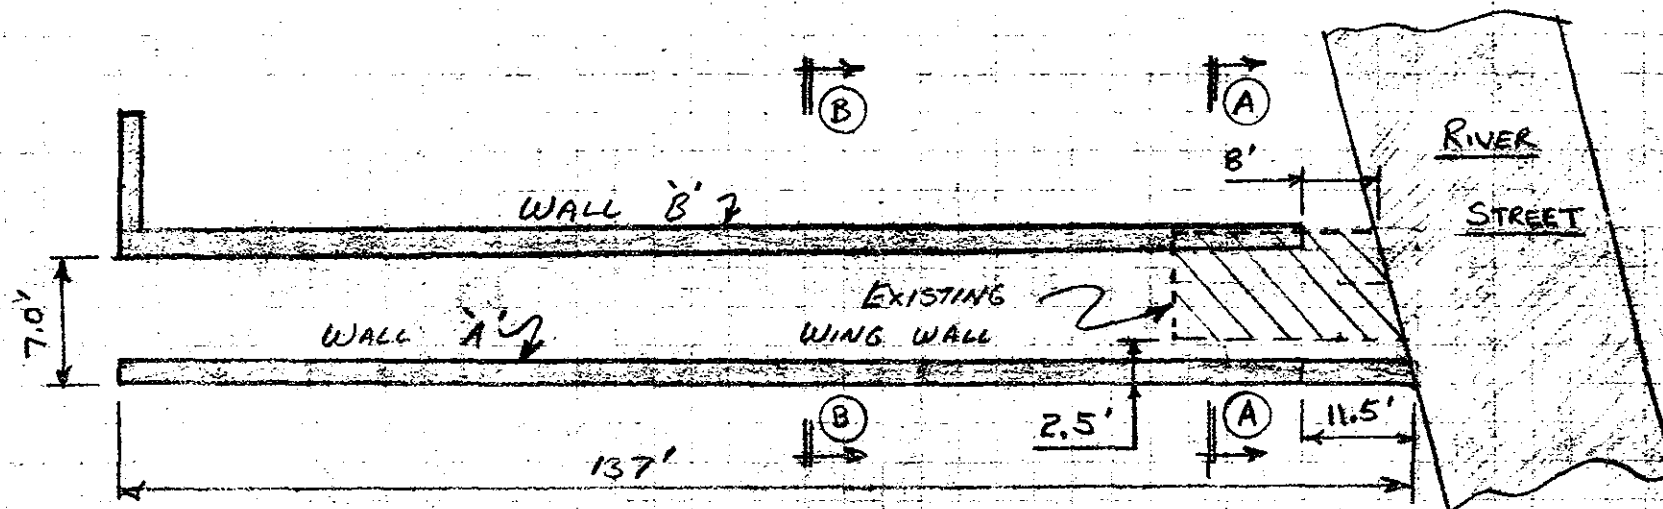 B
A
8'
RIVER
STREET
WALL 'B'
7.0'
EXISTING
WING WALL
WALL 'A'
B
A
2.5'
11.5'
137'